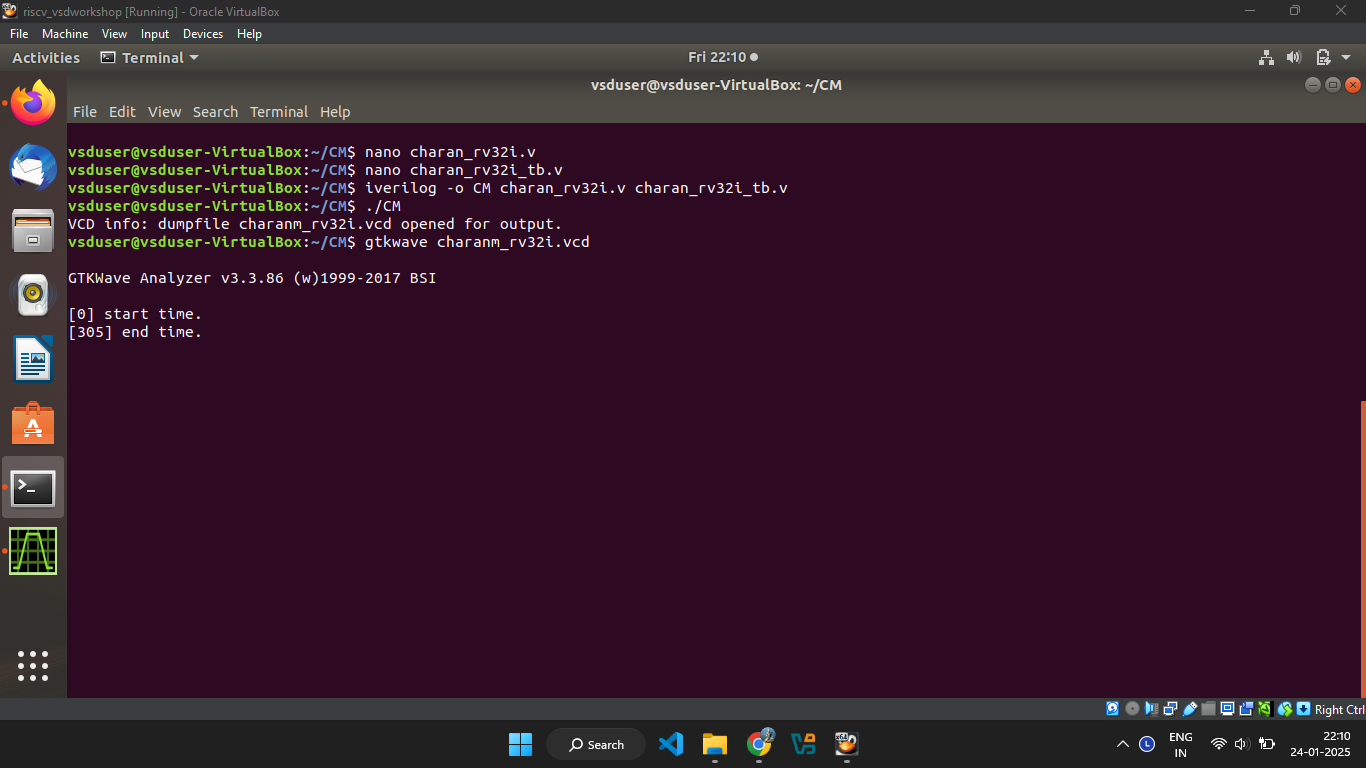 riscv_vsdworkshop [Running] - Oracle VirtualBox
File Machine View Input Devices Help
Activities Terminal Fri 22:10
vsduser@vsduser-VirtualBox: ~/CM
File Edit View Search Terminal Help
vsduser@vsduser-VirtualBox:~/CM$ nano charan_rv32i.v
vsduser@vsduser-VirtualBox:~/CM$ nano charan_rv32i_tb.v
vsduser@vsduser-VirtualBox:~/CM$ iverilog -o CM charan_rv32i.v charan_rv32i_tb.v
vsduser@vsduser-VirtualBox:~/CM$ ./CM
VCD info: dumpfile charanm_rv32i.vcd opened for output.
vsduser@vsduser-VirtualBox:~/CM$ gtkwave charanm_rv32i.vcd
GTKWave Analyzer v3.3.86 (w)1999-2017 BSI
[0] start time.
[305] end time.
Right Ctrl
Search
ENG
IN
22:10
24-01-2025